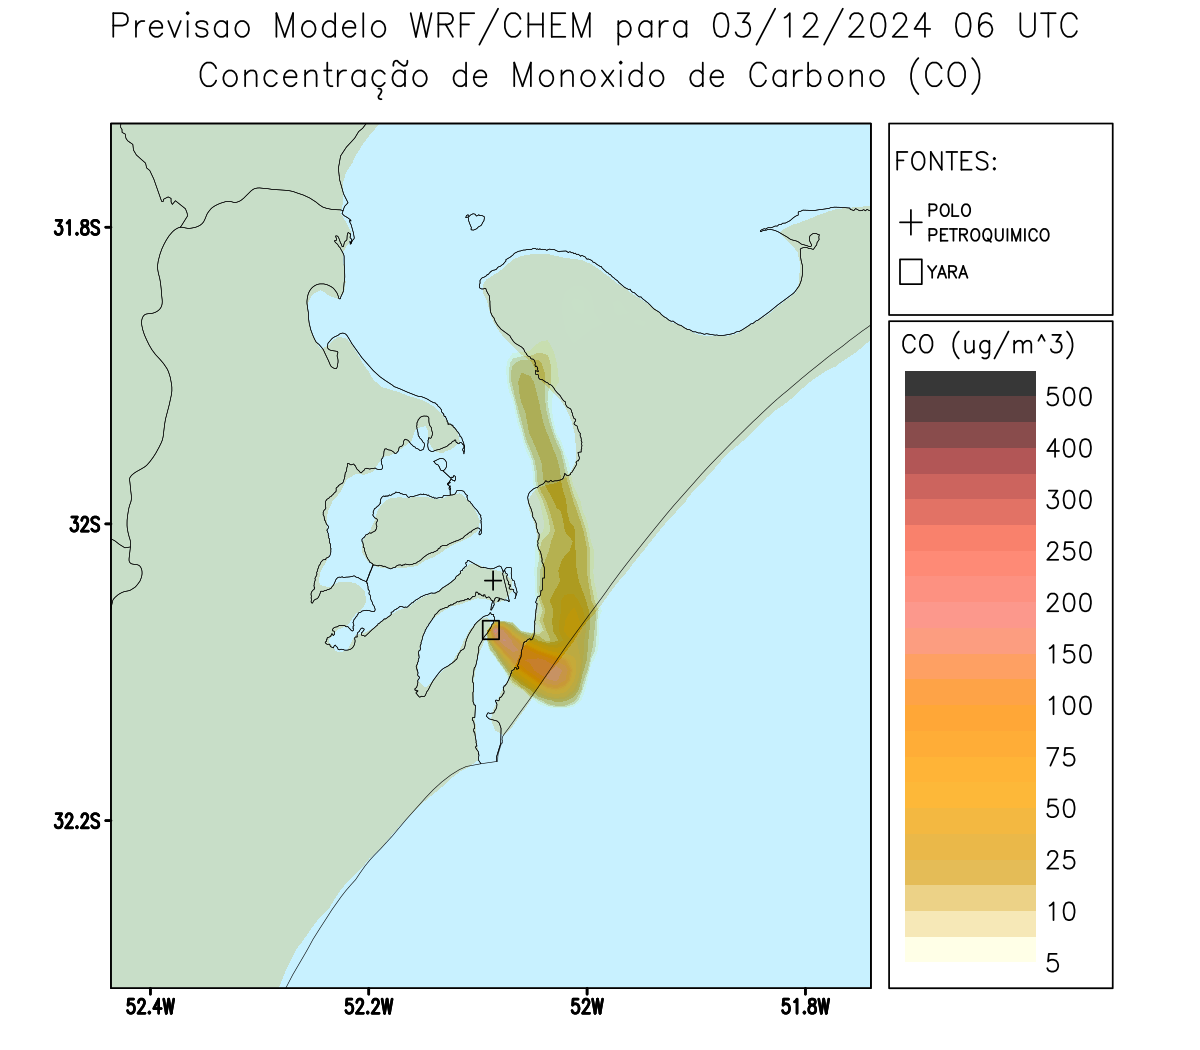 Previsao Modelo WRF/CHEM para 03/12/2024 06 UTC
Concentração de Monoxido de Carbono (CO)
31.8S
32S
32.2S
52.4W
52.2W
52W
51.8W
FONTES:
POLO
PETROQUIMICO
YARA
CO (ug/m^3)
500
400
300
250
200
150
100
75
50
25
10
5